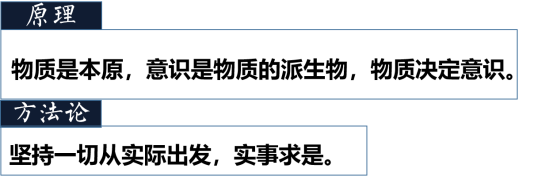 原理
物质是本原，意识是物质的派生物，物质决定意识。
方法论
坚持一切从实际出发，实事求是。